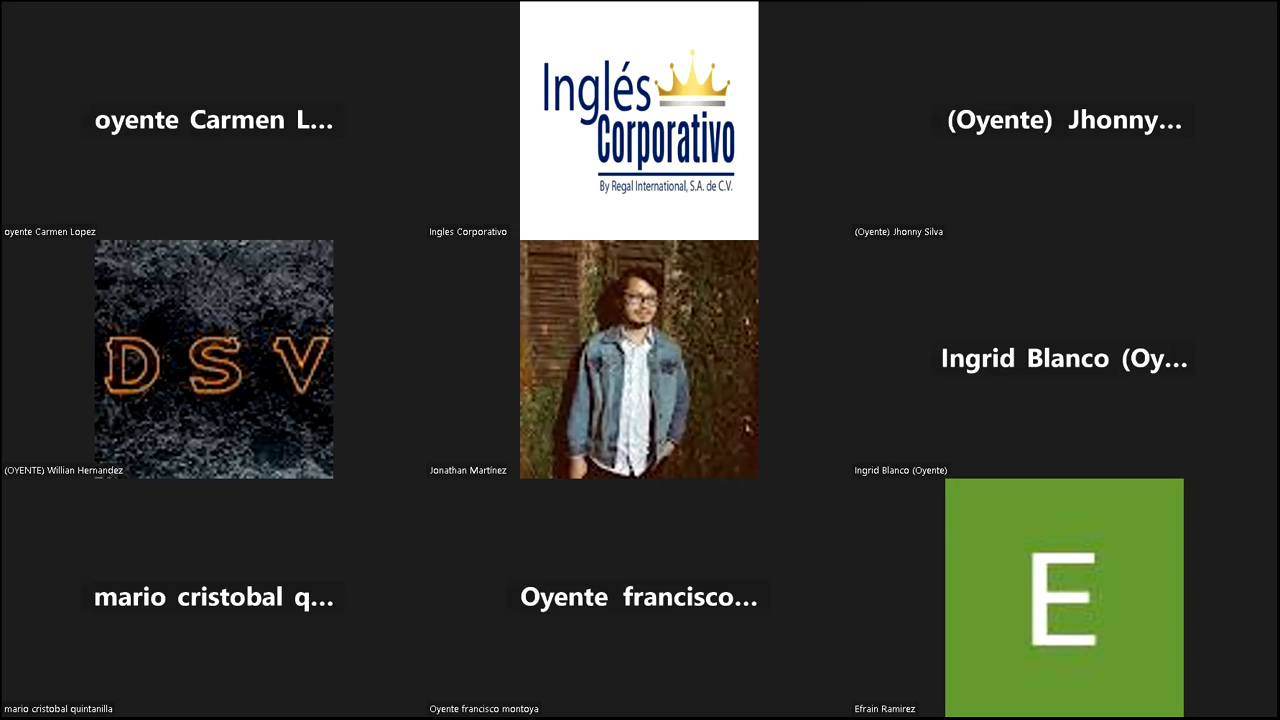 oyente Carmen L...
oyente Carmen Lopez
Inglés
Corporativo
By Regal International, S.A. de C.V.
Ingles Corporativo
(Oyente) Jhonny...
(Oyente) Jhonny Silva
D S V
(OYENTE) Willian Hernandez
Jonathan Martínez
Ingrid Blanco (Oy...
Ingrid Blanco (Oyente)
mario cristobal q...
mario cristobal quintanilla
Oyente francisco...
Oyente francisco montoya
E
Efrain Ramirez